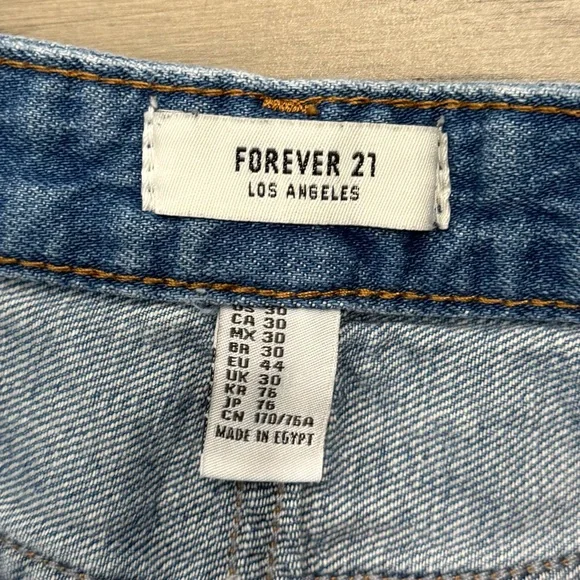 FOREVER 21
LOS ANGELES
US 30
CA 30
MX 30
BR 30
EU 44
UK 30
KR 76
JP 76
CN 170/76A
MADE IN EGYPT